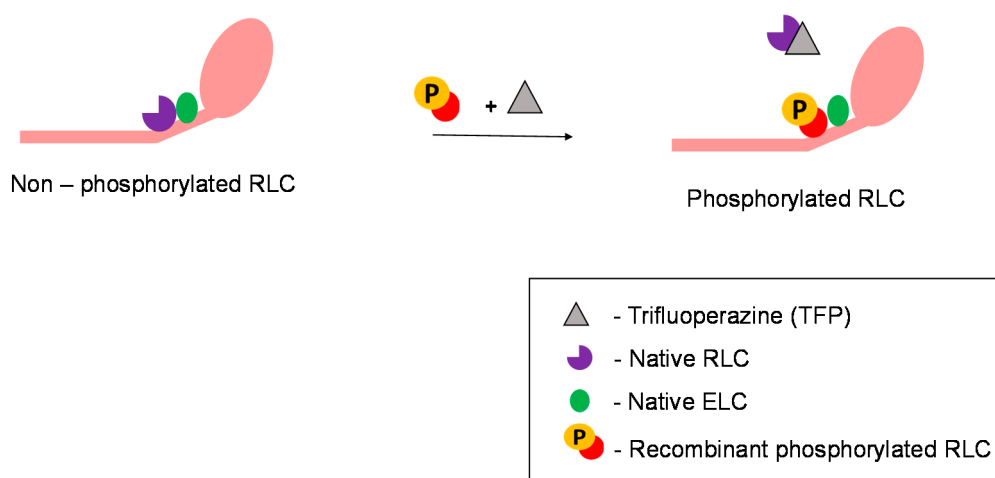 P
+
P
Non – phosphorylated RLC
Phosphorylated RLC
- Trifluoperazine (TFP)
- Native RLC
- Native ELC
P - Recombinant phosphorylated RLC